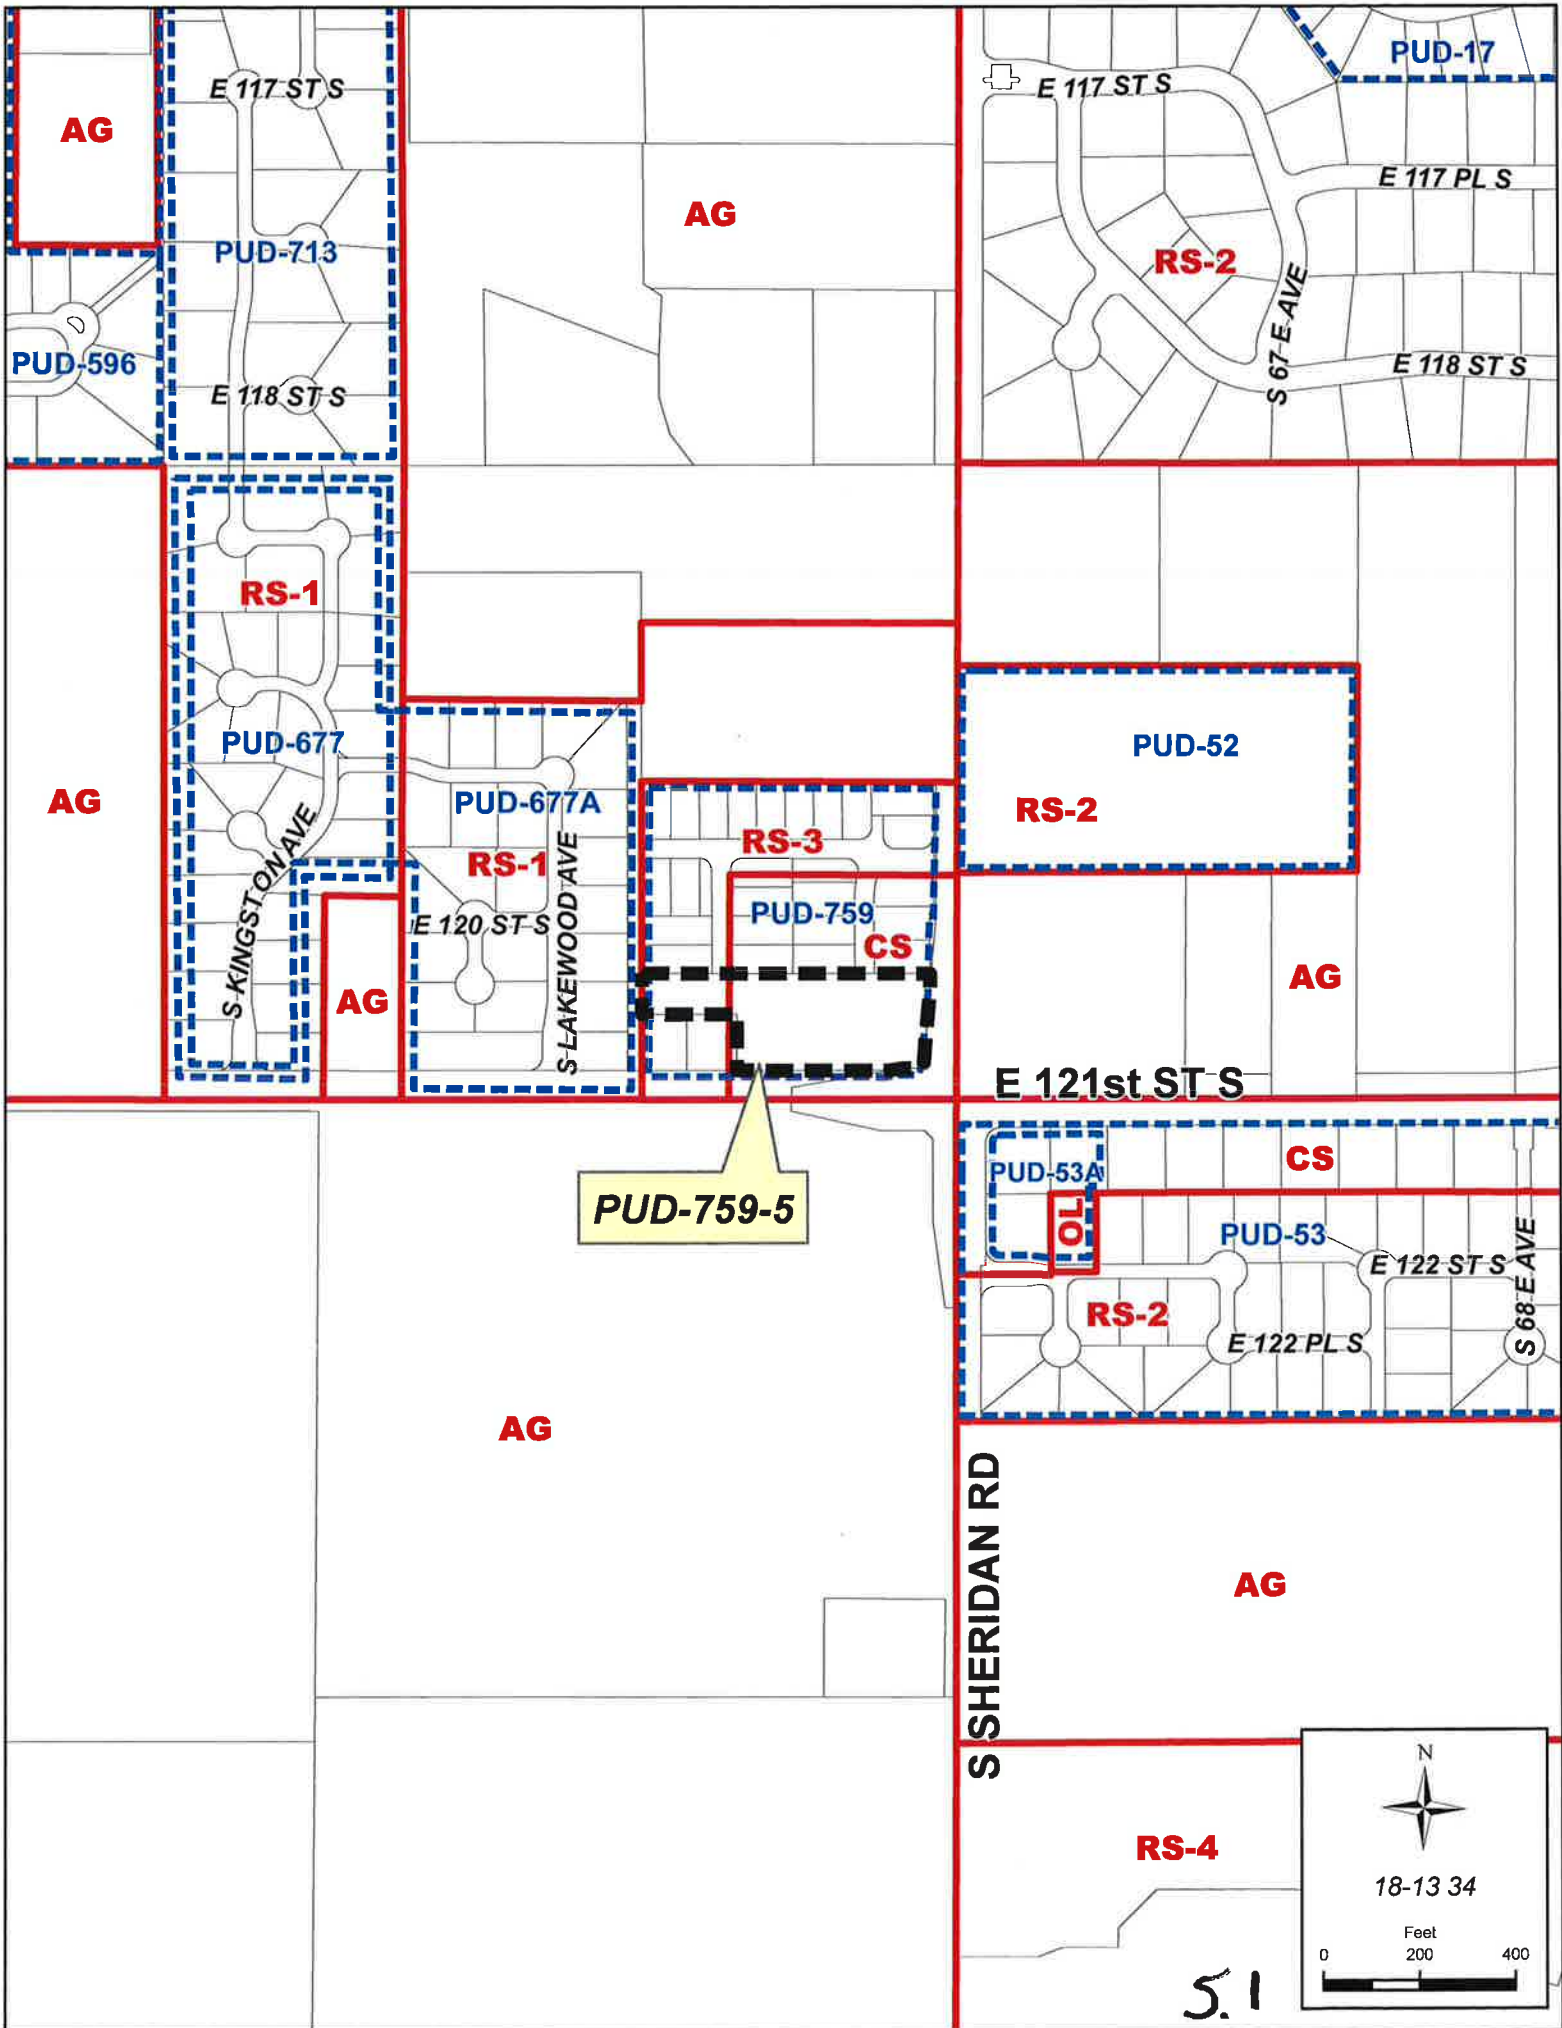 PUD-17
E 117 ST S
E 117 ST S
AG
E 117 PL S
AG
PUD-713
RS-2
S 67 E AVE
PUD-596
E 118 ST S
E 118 ST S
RS-1
PUD-677
PUD-52
AG
PUD-677A
RS-2
RS-3
RS-1
S KINGSTON AVE
S LAKEWOOD AVE
PUD-759
E 120 ST S
CS
AG
AG
E 121st ST S
CS
PUD-53A
PUD-759-5
OL
PUD-53
E 122 ST S
S 68 E AVE
RS-2
E 122 PL S
AG
S SHERIDAN RD
AG
N
RS-4
18-13 34
Feet
0 200 400
5.1